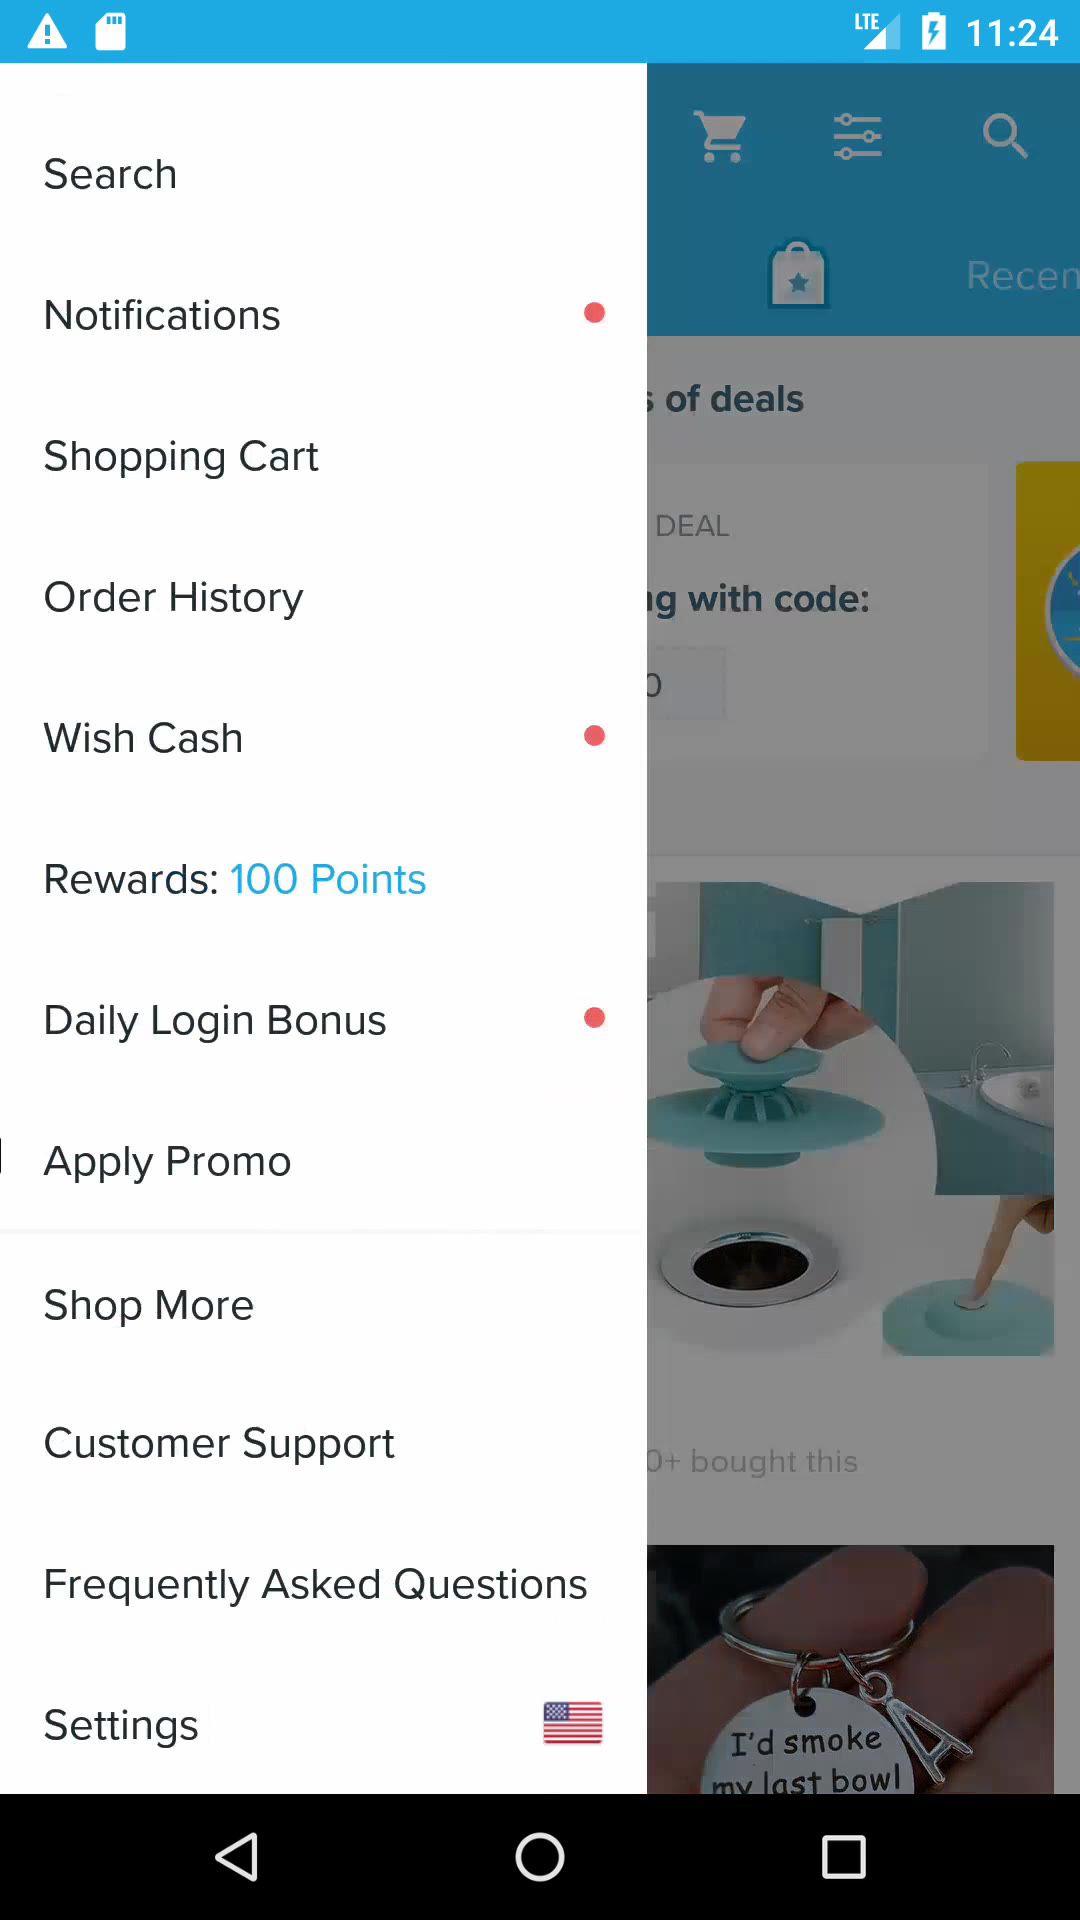 LTE 11:24
Search
Notifications
Recen
of deals
Shopping Cart
DEAL
Order History
with code:
0
Wish Cash
Rewards: 100 Points
Daily Login Bonus
Apply Promo
Shop More
Customer Support
0+ bought this
Frequently Asked Questions
Settings
I'd smoke
my last bowl